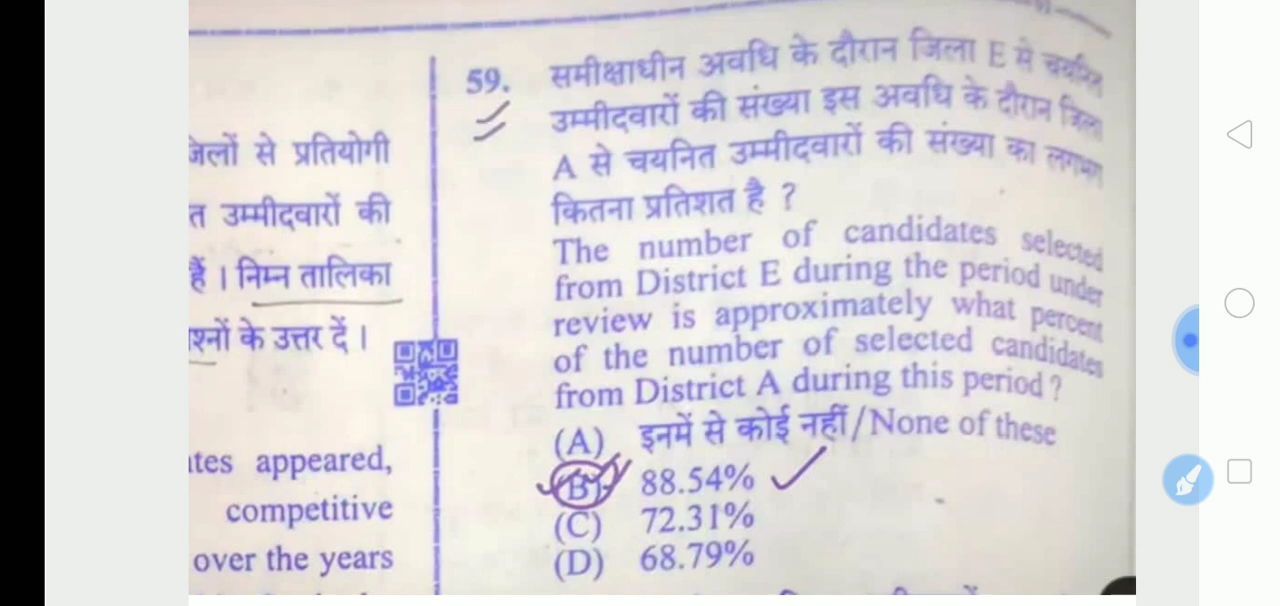 जिलों से प्रतियोगी
त उम्मीदवारों की
हैं । निम्न तालिका
श्नों के उत्तर दें ।
tes appeared,
competitive
over the years
59. समीक्षाधीन अवधि के दौरान जिला E में चयनित
उम्मीदवारों की संख्या इस अवधि के दौरान जिला
A से चयनित उम्मीदवारों की संख्या का लगभग
कितना प्रतिशत है ?
The number of candidates selected
from District E during the period under
review is approximately what percent
of the number of selected candidates
from District A during this period ?
(A) इनमें से कोई नहीं/None of these
(B) 88.54%
(C) 72.31%
(D) 68.79%